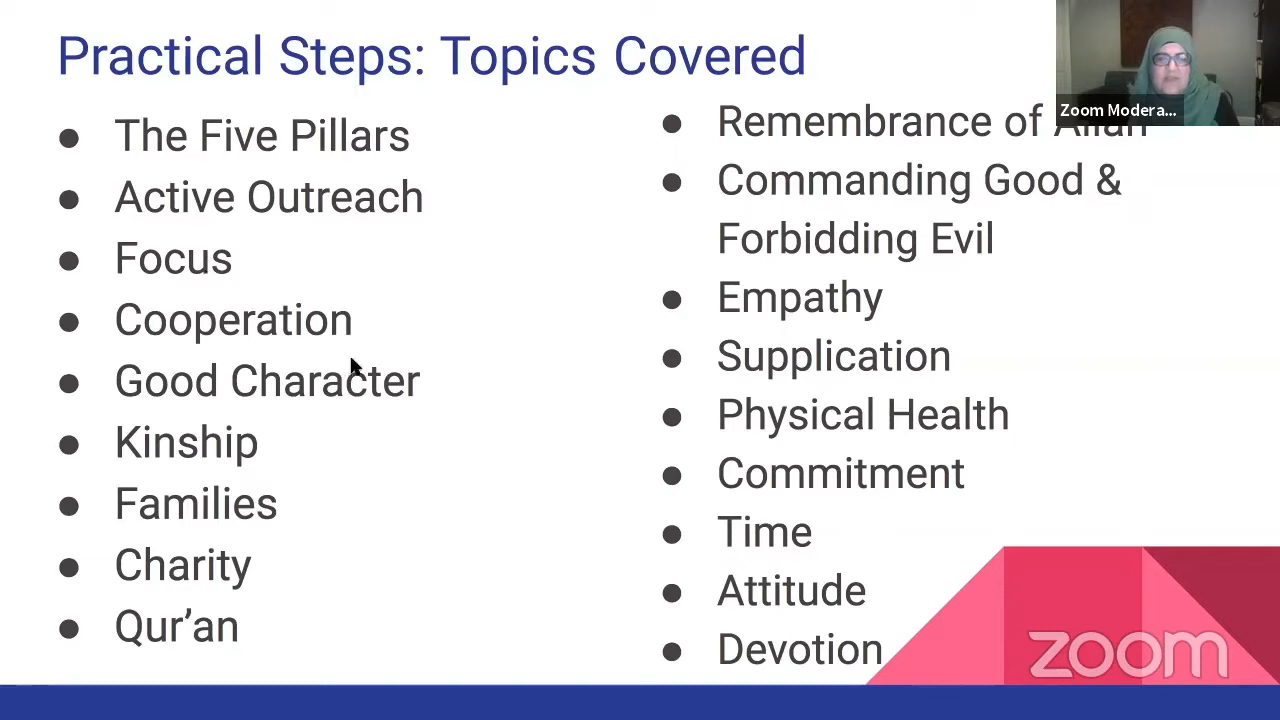 Practical Steps: Topics Covered
The Five Pillars
Active Outreach
Focus
Cooperation
Good Character
Kinship
Families
Charity
Qur’an
Remembrance of Allah
Commanding Good &
Forbidding Evil
Empathy
Supplication
Physical Health
Commitment
Time
Attitude
Devotion
Zoom Modera...
zoom